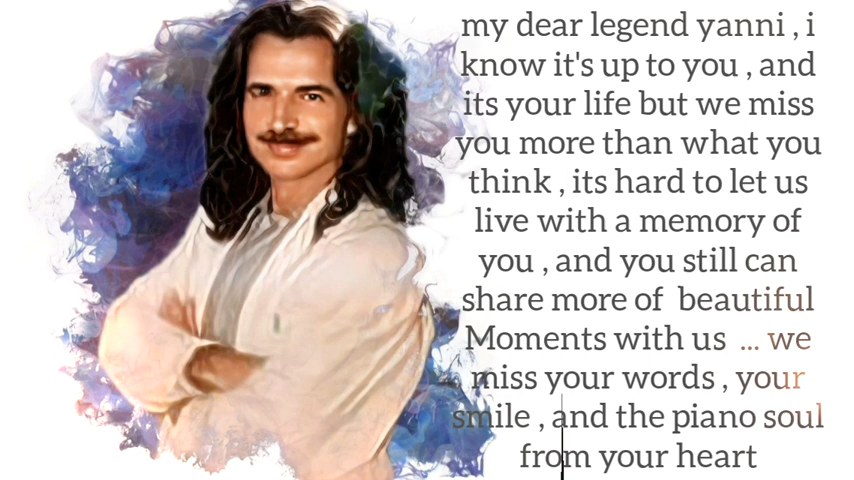 my dear legend yanni , i
know it's up to you , and
its your life but we miss
you more than what you
think , its hard to let us
live with a memory of
you , and you still can
share more of  beautiful
Moments with us  ... we
miss your words , your
smile , and the piano soul
from your heart